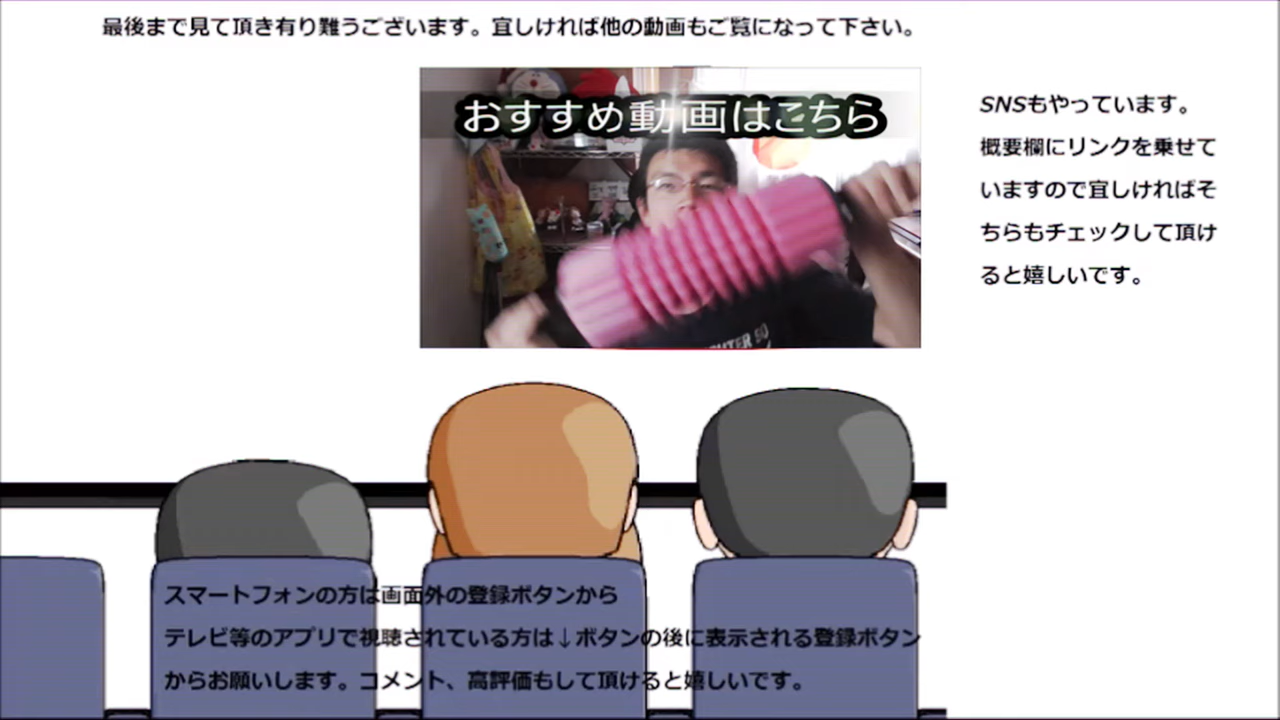 最後まで見て頂き有り難うございます。宜しければ他の動画もご覧になって下さい。
おすすめ動画はこちら
SNSもやっています。
概要欄にリンクを乗せて
いますので宜しければそ
ちらもチェックして頂け
ると嬉しいです。
スマートフォンの方は画面外の登録ボタンから
テレビ等のアプリで視聴されている方は↓ボタンの後に表示される登録ボタン
からお願いします。コメント、高評価もして頂けると嬉しいです。